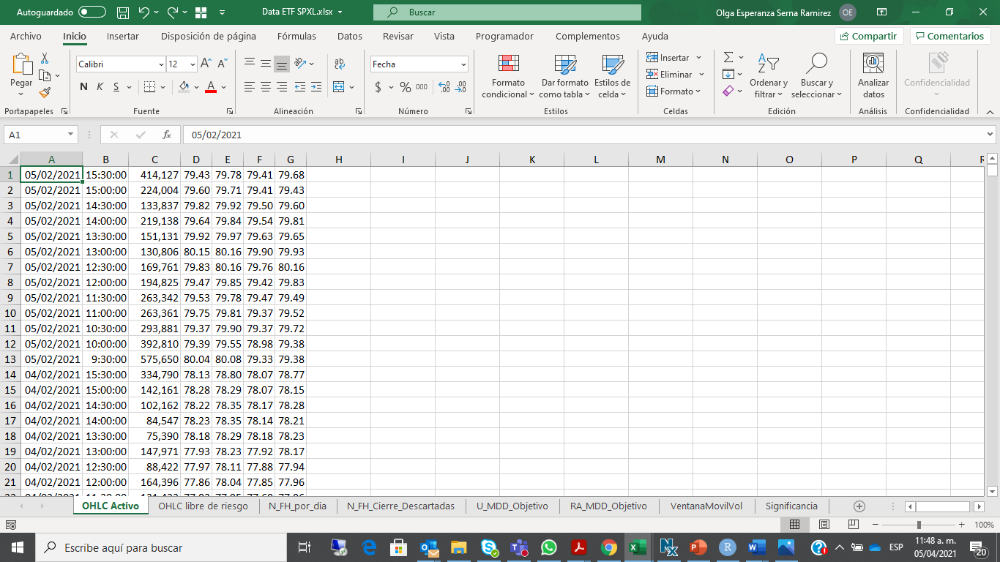 Autoguardado Data ETF SPXL.xlsx Buscar Olga Esperanza Serna Ramirez OE
Archivo Inicio Insertar Disposición de página Fórmulas Datos Revisar Vista Programador Complementos Ayuda Compartir Comentarios
Pegar
Portapapeles
Calibri 12
N K S
Fuente
Alineación
Fecha
$ % 000
Número
Formato condicional
Dar formato como tabla
Estilos de celda
Estilos
Insertar
Eliminar
Formato
Celdas
Ordenar y filtrar
Buscar y seleccionar
Edición
Analizar datos
Análisis
Confidencialidad
Confidencialidad
A1 fx 05/02/2021
A B C D E F G H I J K L M N O P Q R
1 05/02/2021 15:30:00 414,127 79.43 79.78 79.41 79.68
2 05/02/2021 15:00:00 224,004 79.60 79.71 79.41 79.43
3 05/02/2021 14:30:00 133,837 79.82 79.92 79.50 79.60
4 05/02/2021 14:00:00 219,138 79.64 79.84 79.54 79.81
5 05/02/2021 13:30:00 151,131 79.92 79.97 79.63 79.65
6 05/02/2021 13:00:00 130,806 80.15 80.16 79.90 79.93
7 05/02/2021 12:30:00 169,761 79.83 80.16 79.76 80.16
8 05/02/2021 12:00:00 194,825 79.47 79.85 79.42 79.83
9 05/02/2021 11:30:00 263,342 79.53 79.78 79.47 79.49
10 05/02/2021 11:00:00 263,361 79.75 79.81 79.37 79.52
11 05/02/2021 10:30:00 293,881 79.37 79.90 79.37 79.72
12 05/02/2021 10:00:00 392,810 79.39 79.55 78.98 79.38
13 05/02/2021 9:30:00 575,650 80.04 80.08 79.33 79.38
14 04/02/2021 15:30:00 334,790 78.13 78.80 78.07 78.77
15 04/02/2021 15:00:00 142,161 78.28 78.29 78.07 78.15
16 04/02/2021 14:30:00 102,162 78.22 78.35 78.17 78.28
17 04/02/2021 14:00:00 84,547 78.23 78.35 78.14 78.21
18 04/02/2021 13:30:00 75,390 78.18 78.29 78.18 78.23
19 04/02/2021 13:00:00 147,971 77.93 78.23 77.92 78.17
20 04/02/2021 12:30:00 88,422 77.97 78.11 77.88 77.94
21 04/02/2021 12:00:00 164,396 77.86 78.04 77.85 77.96
OHLC Activo OHLC libre de riesgo N_FH_por_dia N_FH_Cierre_Descartadas U_MDD_Objetivo RA_MDD_Objetivo VentanaMovilVol Significancia
100%
Escribe aquí para buscar
ESP
11:48 a. m.
05/04/2021
20